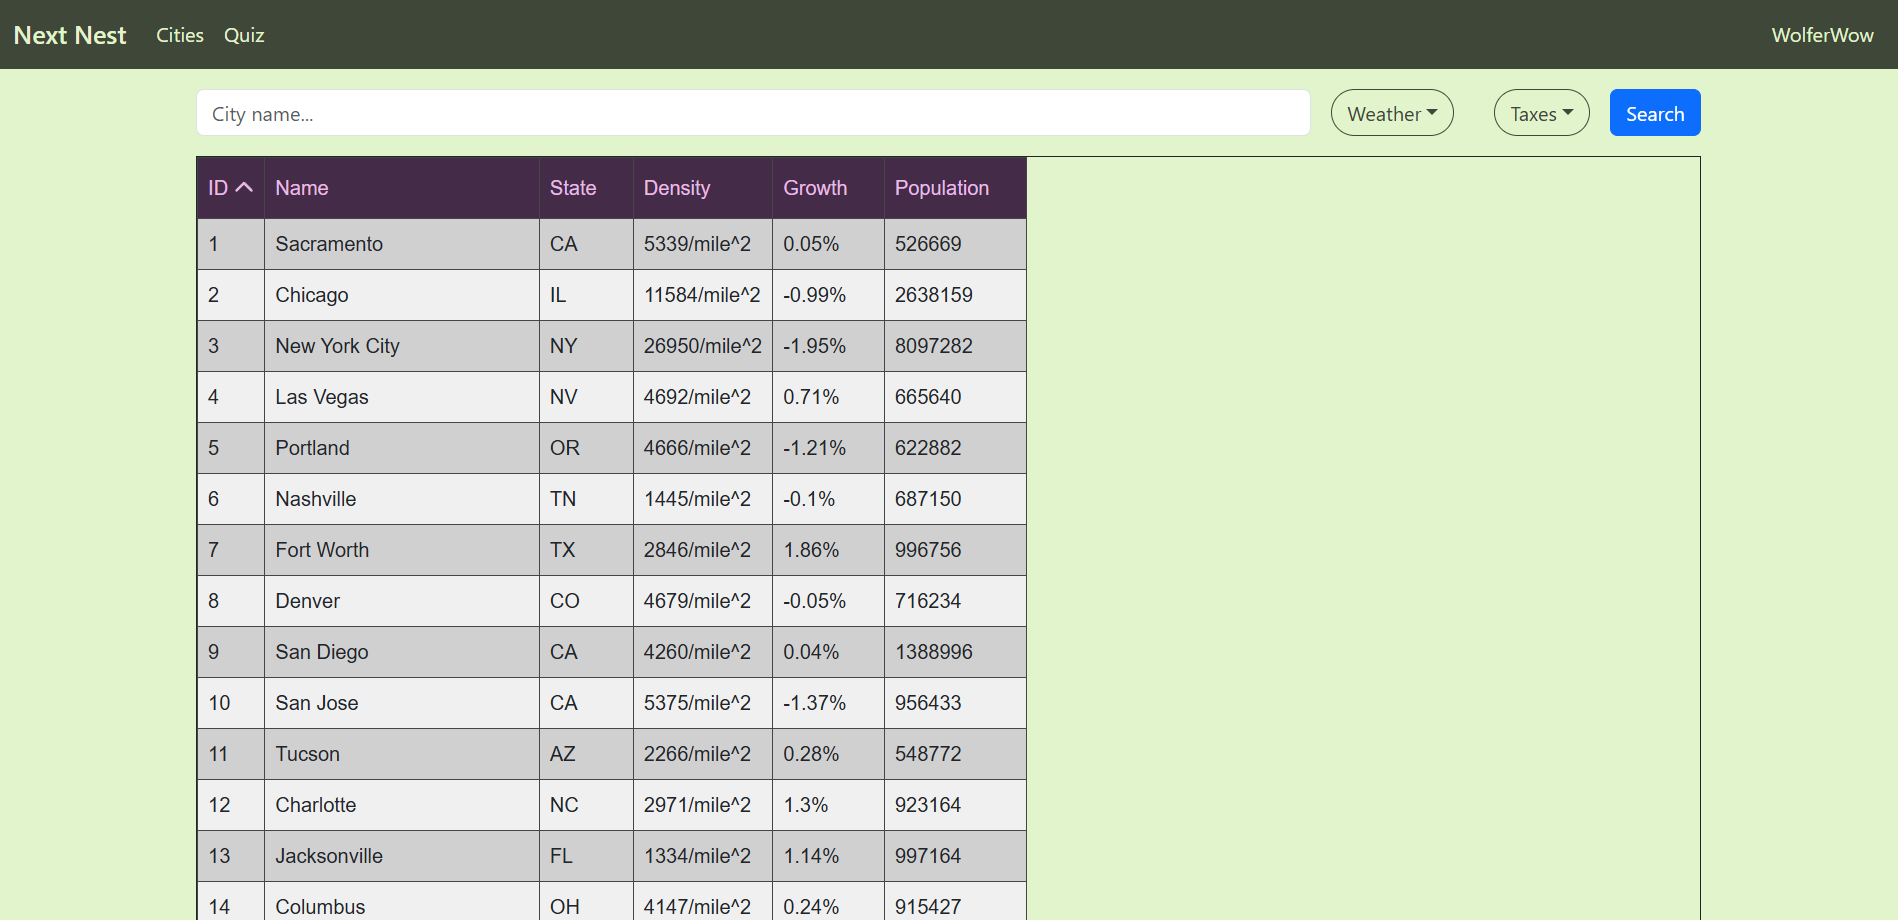 Next Nest Cities Quiz WolferWow
City name... Weather Taxes Search
ID Name State Density Growth Population
1 Sacramento CA 5339/mile^2 0.05% 526669
2 Chicago IL 11584/mile^2 -0.99% 2638159
3 New York City NY 26950/mile^2 -1.95% 8097282
4 Las Vegas NV 4692/mile^2 0.71% 665640
5 Portland OR 4666/mile^2 -1.21% 622882
6 Nashville TN 1445/mile^2 -0.1% 687150
7 Fort Worth TX 2846/mile^2 1.86% 996756
8 Denver CO 4679/mile^2 -0.05% 716234
9 San Diego CA 4260/mile^2 0.04% 1388996
10 San Jose CA 5375/mile^2 -1.37% 956433
11 Tucson AZ 2266/mile^2 0.28% 548772
12 Charlotte NC 2971/mile^2 1.3% 923164
13 Jacksonville FL 1334/mile^2 1.14% 997164
14 Columbus OH 4147/mile^2 0.24% 915427